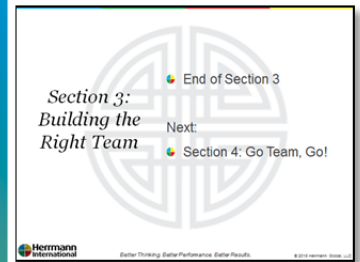 Section 3:
Building the
Right Team
End of Section 3
Next:
Section 4: Go Team, Go!
Herrmann
International
Better Thinking. Better Performance. Better Results.